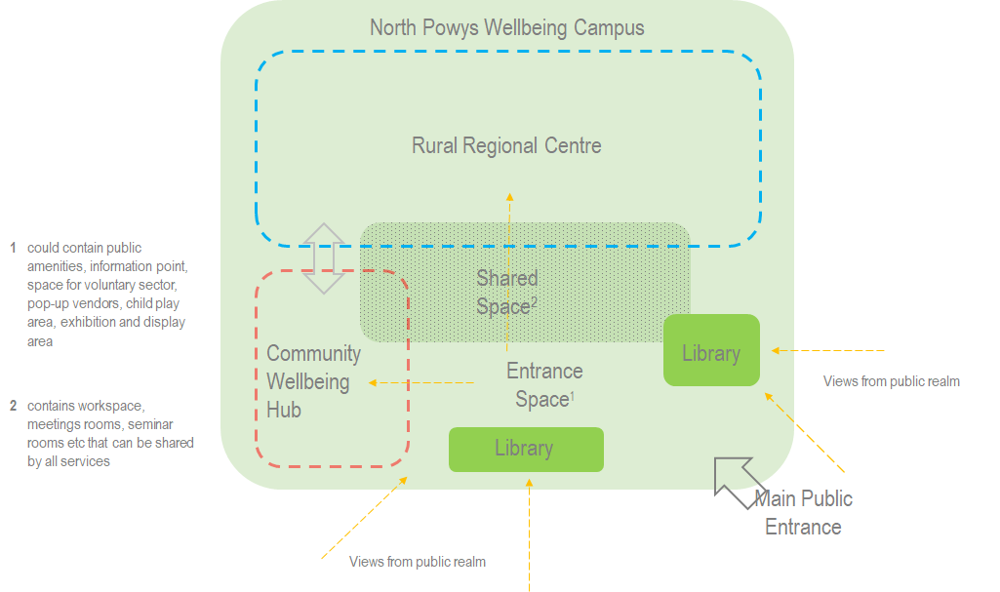 North Powys Wellbeing Campus
Rural Regional Centre
1 could contain public
amenities, information point,
space for voluntary sector,
pop-up vendors, child play
area, exhibition and display
area
Shared
Space2
Community
Wellbeing
Hub
Entrance
Space1
Library
Views from public realm
2 contains workspace,
meetings rooms, seminar
rooms etc that can be shared
by all services
Library
Main Public
Entrance
Views from public realm